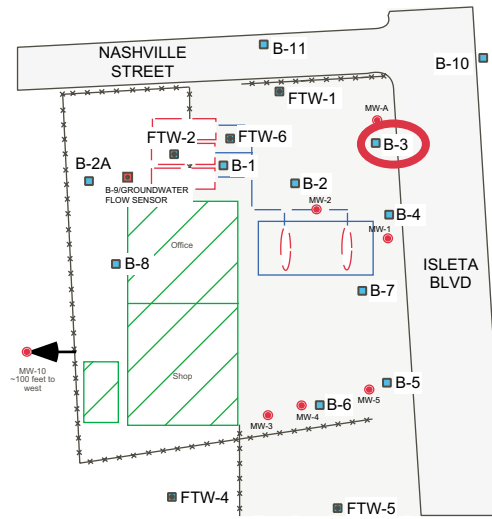 NASHVILLE
STREET
B-11
B-10
FTW-1
MW-A
FTW-2
FTW-6
B-3
B-1
B-2A
B-9/GROUNDWATER
FLOW SENSOR
B-2
MW-2
B-4
MW-1
Office
B-8
ISLETA
BLVD
B-7
MW-10
~100 feet to
west
Shop
B-5
MW-5
B-6
MW-4
MW-3
FTW-4
FTW-5